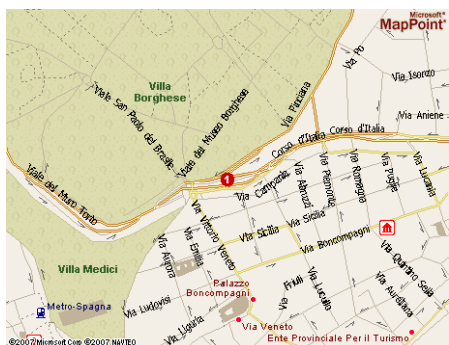 Microsoft®
MapPoint®
Via Po
Via Isonzo
Villa
Borghese
Viale San Paolo del Brasile
Viale del Museo Borghese
Via Pinciana
Via Aniene
Corso d'Italia Corso d'Italia
Viale del Muro Torto
1
Via Campania
Via Abruzzi
Via Piemonte
Via Romagna
Via Puglie
Via Lucania
Via Vittorio Veneto
Via Sicilia
Via Sicilia
Via Emilia
Via Aurora
Via Boncompagni
Villa Medici
Palazzo
Boncompagni
Via Friuli
Via Lucullo
Via Quintino Sella
Via Aureliana
Metro-Spagna
Via Ludovisi
Via Liguria
Via Veneto
Ente Provinciale Per il Turismo
©2007 Microsoft Corp ©2007 NAVTEQ